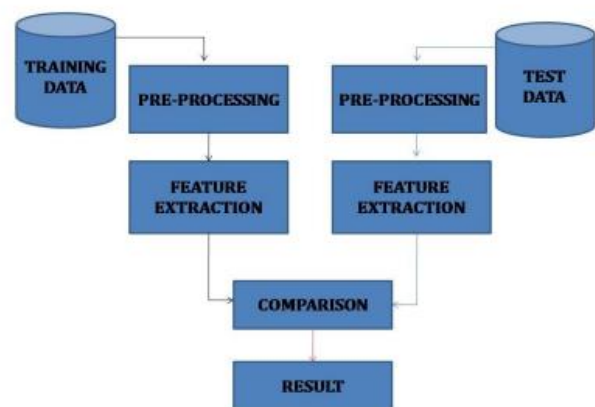 TRAINING
DATA
PRE-PROCESSING
FEATURE
EXTRACTION
TEST
DATA
PRE-PROCESSING
FEATURE
EXTRACTION
COMPARISON
RESULT